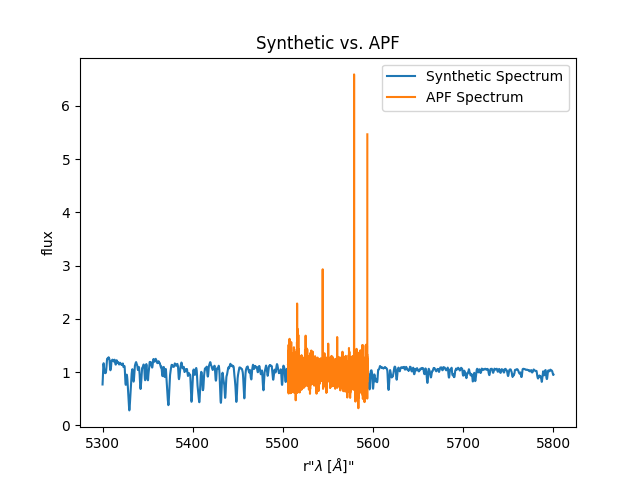 Synthetic vs. APF
Synthetic Spectrum
APF Spectrum
6
5
4
3
2
1
0
flux
5300 5400 5500 5600 5700 5800
r"λ [Å]"